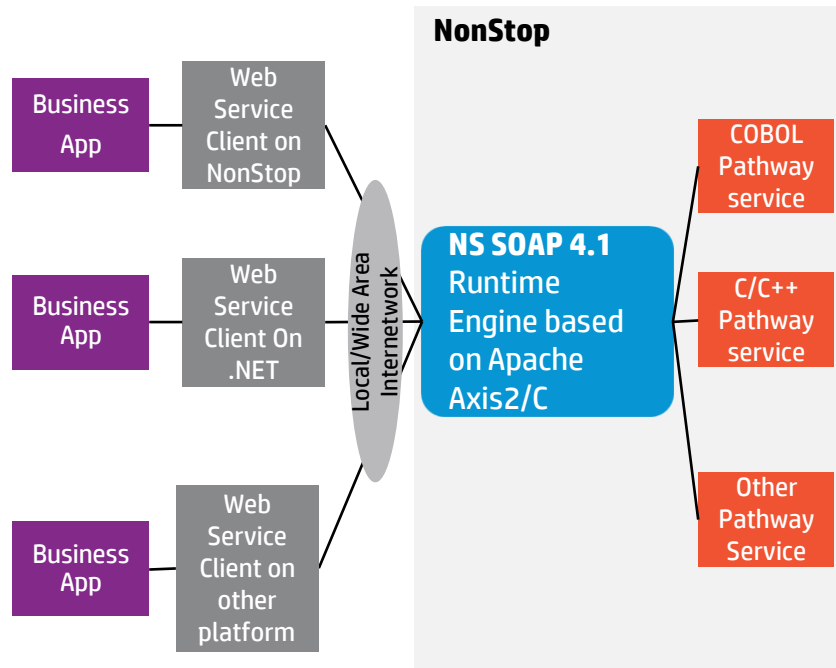 NonStop
Business
App
Web
Service
Client on
NonStop
COBOL
Pathway
service
Business
App
Web
Service
Client On
.NET
Local/Wide Area
Internetwork
NS SOAP 4.1
Runtime
Engine based
on Apache
Axis2/C
C/C++
Pathway
service
Business
App
Web
Service
Client on
other
platform
Other
Pathway
Service